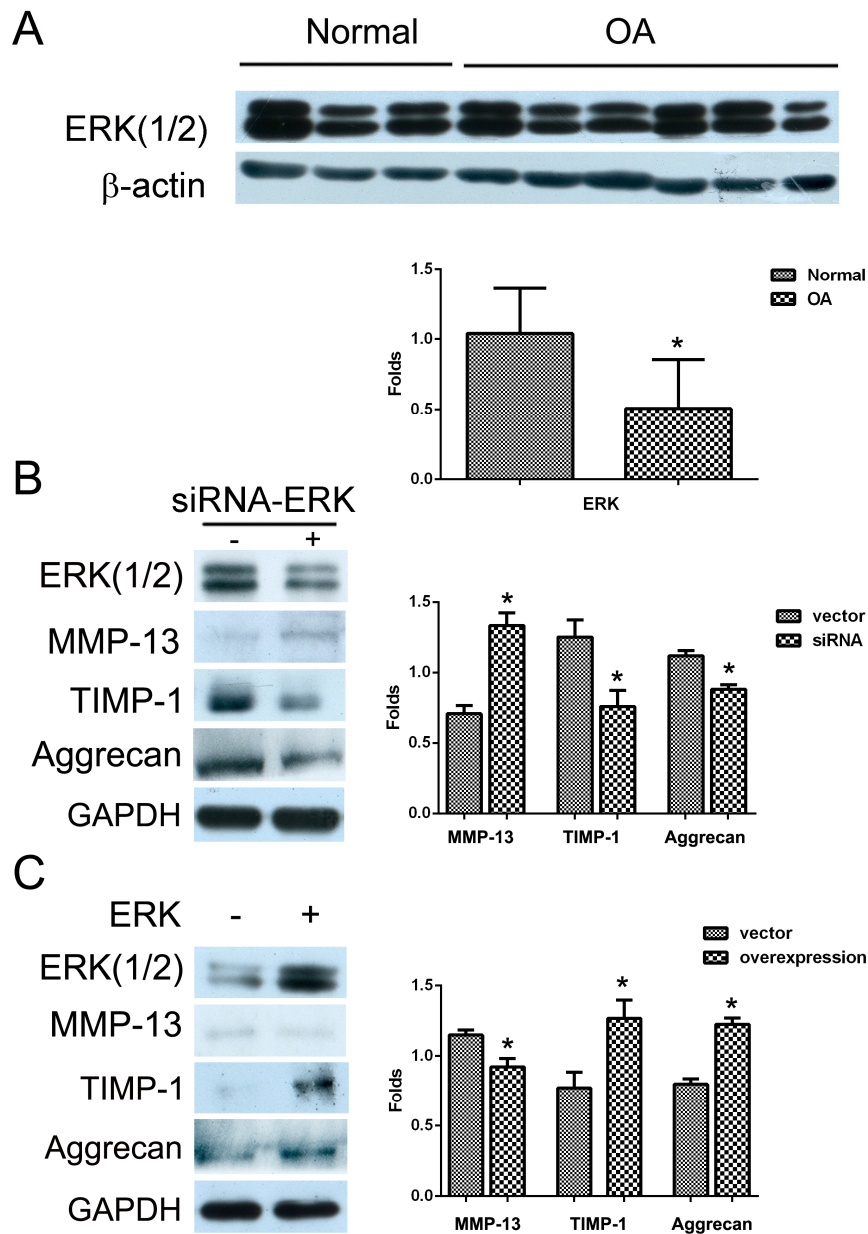 A
Normal OA
ERK(1/2)
β-actin
1.5
1.0
0.5
0.0
Folds
*
ERK
Normal
OA
B
siRNA-ERK
- +
ERK(1/2)
MMP-13
TIMP-1
Aggrecan
GAPDH
1.5
1.0
0.5
0.0
Folds
* * *
MMP-13 TIMP-1 Aggrecan
vector
siRNA
C
ERK - +
ERK(1/2)
MMP-13
TIMP-1
Aggrecan
GAPDH
1.5
1.0
0.5
0.0
Folds
* * *
MMP-13 TIMP-1 Aggrecan
vector
overexpression